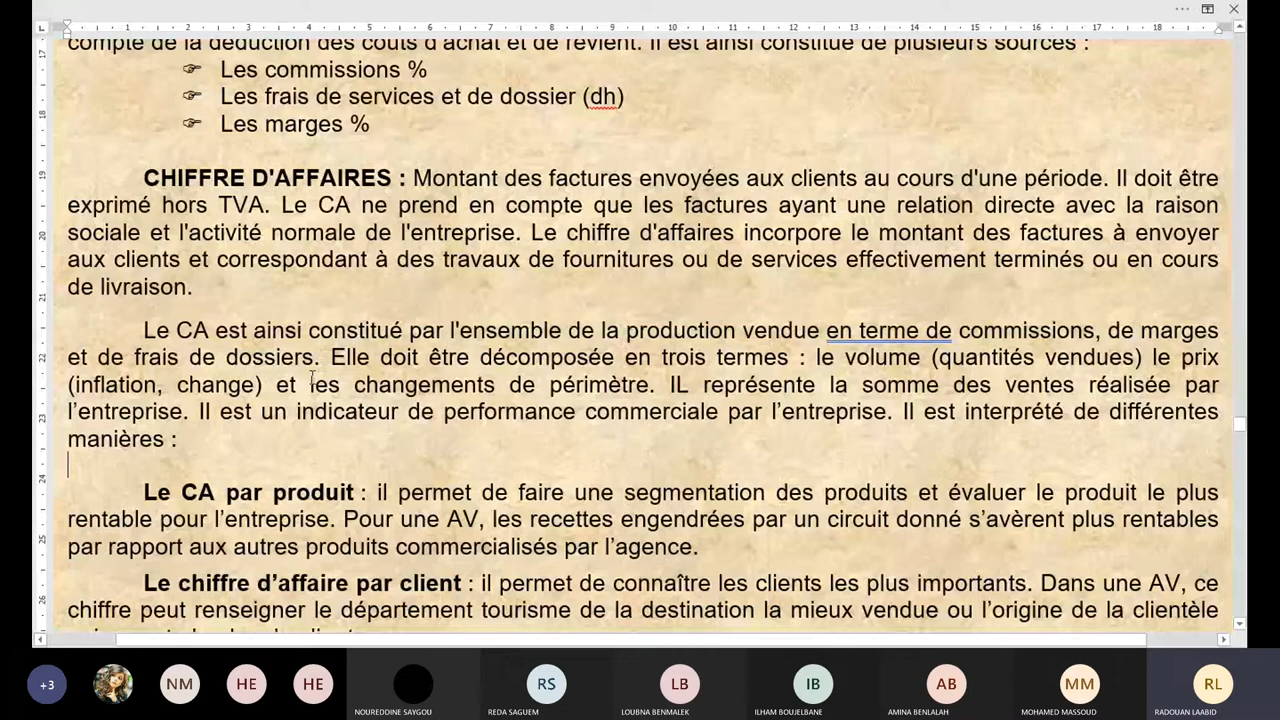 compte de la déduction des coûts d'achat et de revient. Il est ainsi constitué de plusieurs sources :
☞ Les commissions %
☞ Les frais de services et de dossier (dh)
☞ Les marges %
CHIFFRE D'AFFAIRES : Montant des factures envoyées aux clients au cours d'une période. Il doit être
exprimé hors TVA. Le CA ne prend en compte que les factures ayant une relation directe avec la raison
sociale et l'activité normale de l'entreprise. Le chiffre d'affaires incorpore le montant des factures à envoyer
aux clients et correspondant à des travaux de fournitures ou de services effectivement terminés ou en cours
de livraison.
Le CA est ainsi constitué par l'ensemble de la production vendue en terme de commissions, de marges
et de frais de dossiers. Elle doit être décomposée en trois termes : le volume (quantités vendues) le prix
(inflation, change) et les changements de périmètre. IL représente la somme des ventes réalisée par
l'entreprise. Il est un indicateur de performance commerciale par l'entreprise. Il est interprété de différentes
manières :
Le CA par produit : il permet de faire une segmentation des produits et évaluer le produit le plus
rentable pour l'entreprise. Pour une AV, les recettes engendrées par un circuit donné s'avèrent plus rentables
par rapport aux autres produits commercialisés par l'agence.
Le chiffre d'affaire par client : il permet de connaître les clients les plus importants. Dans une AV, ce
chiffre peut renseigner le département tourisme de la destination la mieux vendue ou l'origine de la clientèle
+3 NM HE HE RS LB IB AB MM RL
NOUREDDINE SAYGOU REDA SAGUEM LOUBNA BENMALEK ILHAM BOUJELBANE AMINA BENLALAH MOHAMED MASSOUD RADOUAN LAABID